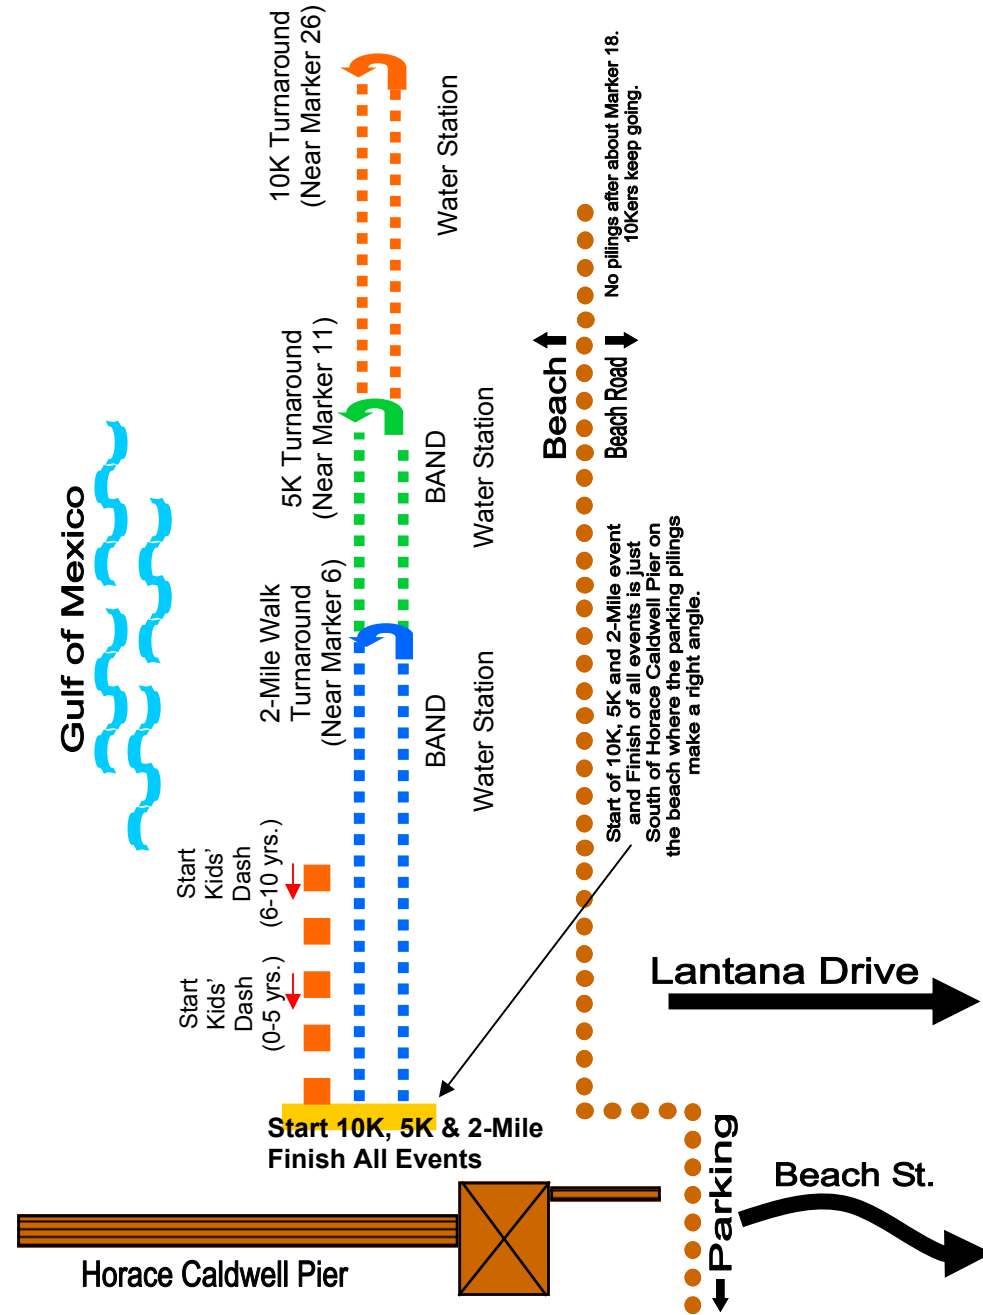 10K Turnaround
(Near Marker 26)
Water Station
No pilings after about Marker 18.
10Kers keep going.
5K Turnaround
(Near Marker 11)
BAND
Water Station
Beach
Beach Road
Gulf of Mexico
2-Mile Walk
Turnaround
(Near Marker 6)
BAND
Water Station
Start of 10K, 5K and 2-Mile event
and Finish of all events is just
South of Horace Caldwell Pier on
the beach where the parking pilings
make a right angle.
Start
Kids'
Dash
(6-10 yrs.)
Start
Kids'
Dash
(0-5 yrs.)
Lantana Drive
Start 10K, 5K & 2-Mile
Finish All Events
Parking
Beach St.
Horace Caldwell Pier